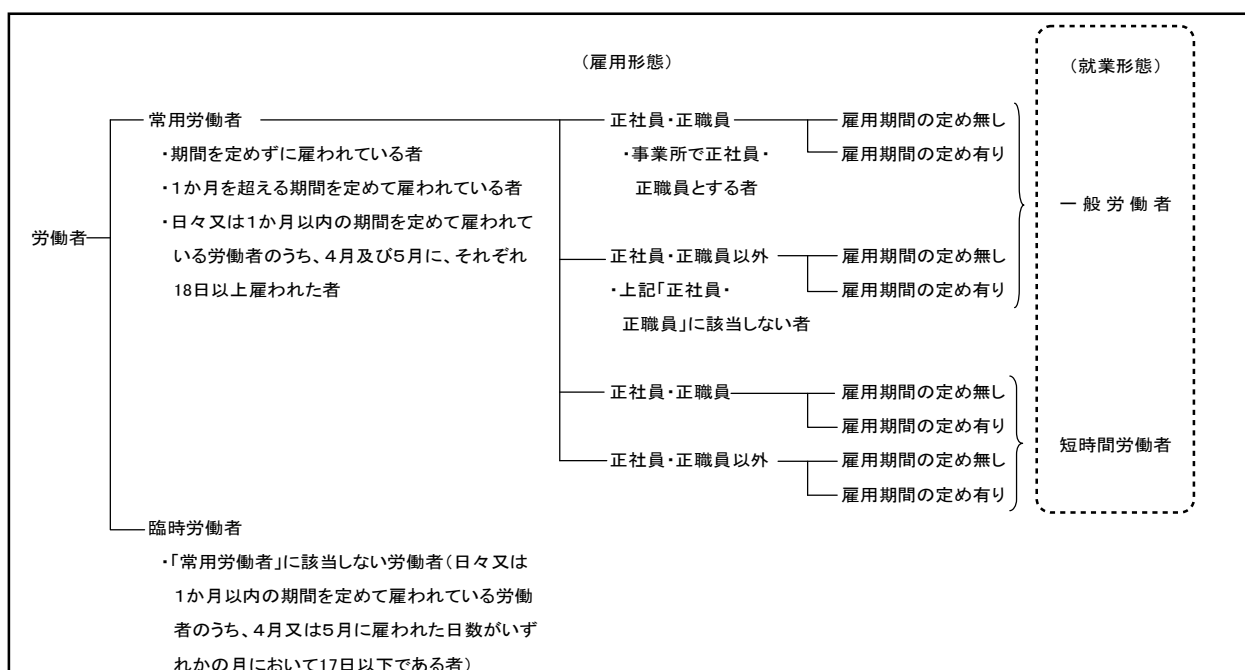 （雇用形態）
（就業形態）
労働者
常用労働者
・期間を定めずに雇われている者
・１か月を超える期間を定めて雇われている者
・日々又は１か月以内の期間を定めて雇われて
いる労働者のうち、４月及び５月に、それぞれ
18日以上雇われた者
正社員・正職員
・事業所で正社員・
正職員とする者
雇用期間の定め無し
雇用期間の定め有り
正社員・正職員以外
・上記「正社員・
正職員」に該当しない者
雇用期間の定め無し
雇用期間の定め有り
一般労働者
正社員・正職員
雇用期間の定め無し
雇用期間の定め有り
正社員・正職員以外
雇用期間の定め無し
雇用期間の定め有り
短時間労働者
臨時労働者
・「常用労働者」に該当しない労働者（日々又は
１か月以内の期間を定めて雇われている労働
者のうち、４月又は５月に雇われた日数がいず
れかの月において17日以下である者）